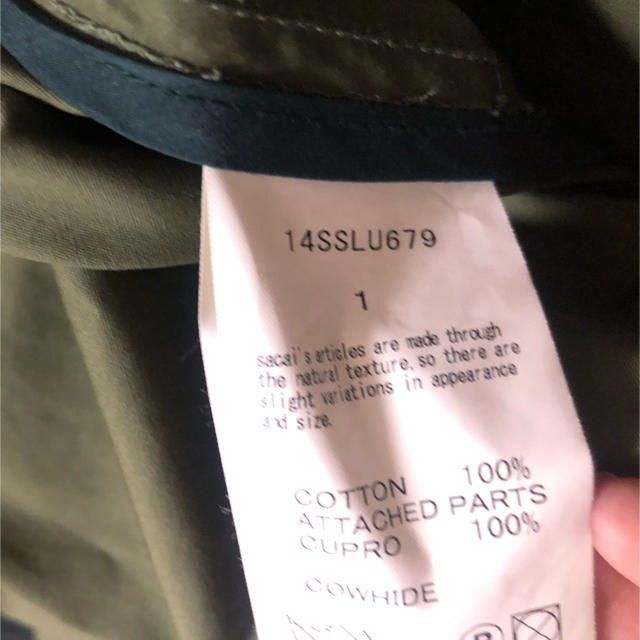 14SSLU679
1
sacai's articles are made through
the natural texture, so there are
slight variations in appearance
and size.
COTTON 100%
ATTACHED PARTS
CUPRO 100%
COWHIDE